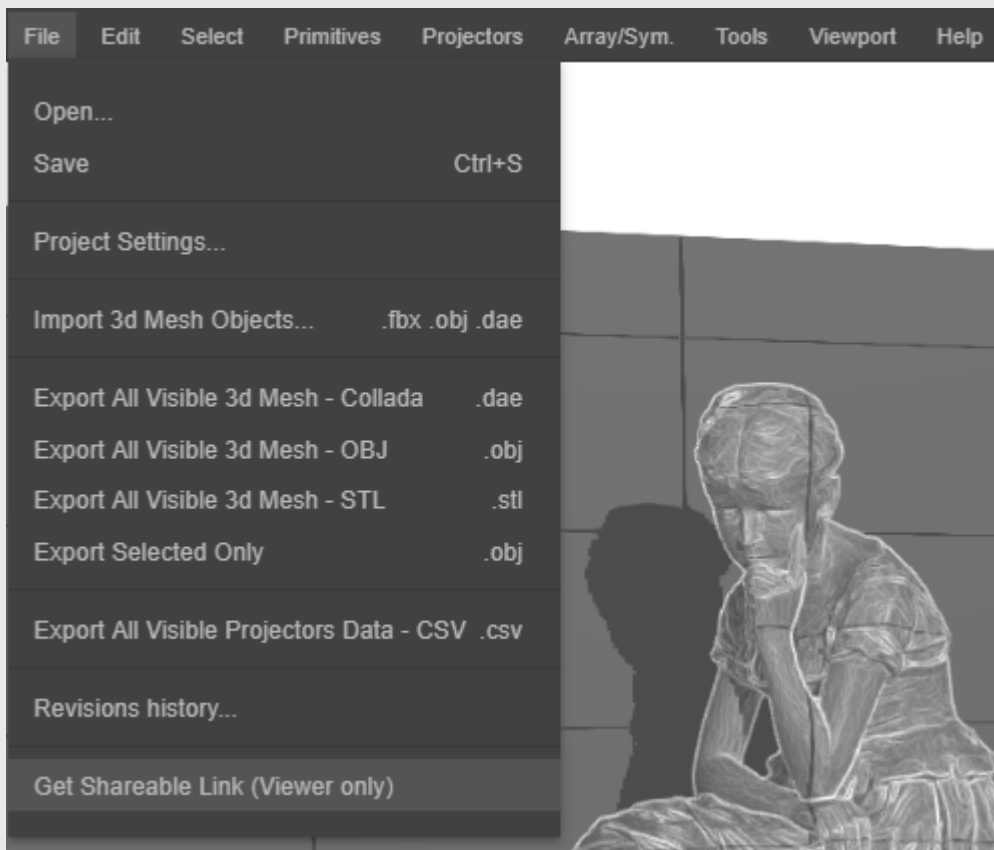 File Edit Select Primitives Projectors Array/Sym. Tools Viewport Help
Open...
Save Ctrl+S
Project Settings...
Import 3d Mesh Objects... .fbx .obj .dae
Export All Visible 3d Mesh - Collada .dae
Export All Visible 3d Mesh - OBJ .obj
Export All Visible 3d Mesh - STL .stl
Export Selected Only .obj
Export All Visible Projectors Data - CSV .csv
Revisions history...
Get Shareable Link (Viewer only)